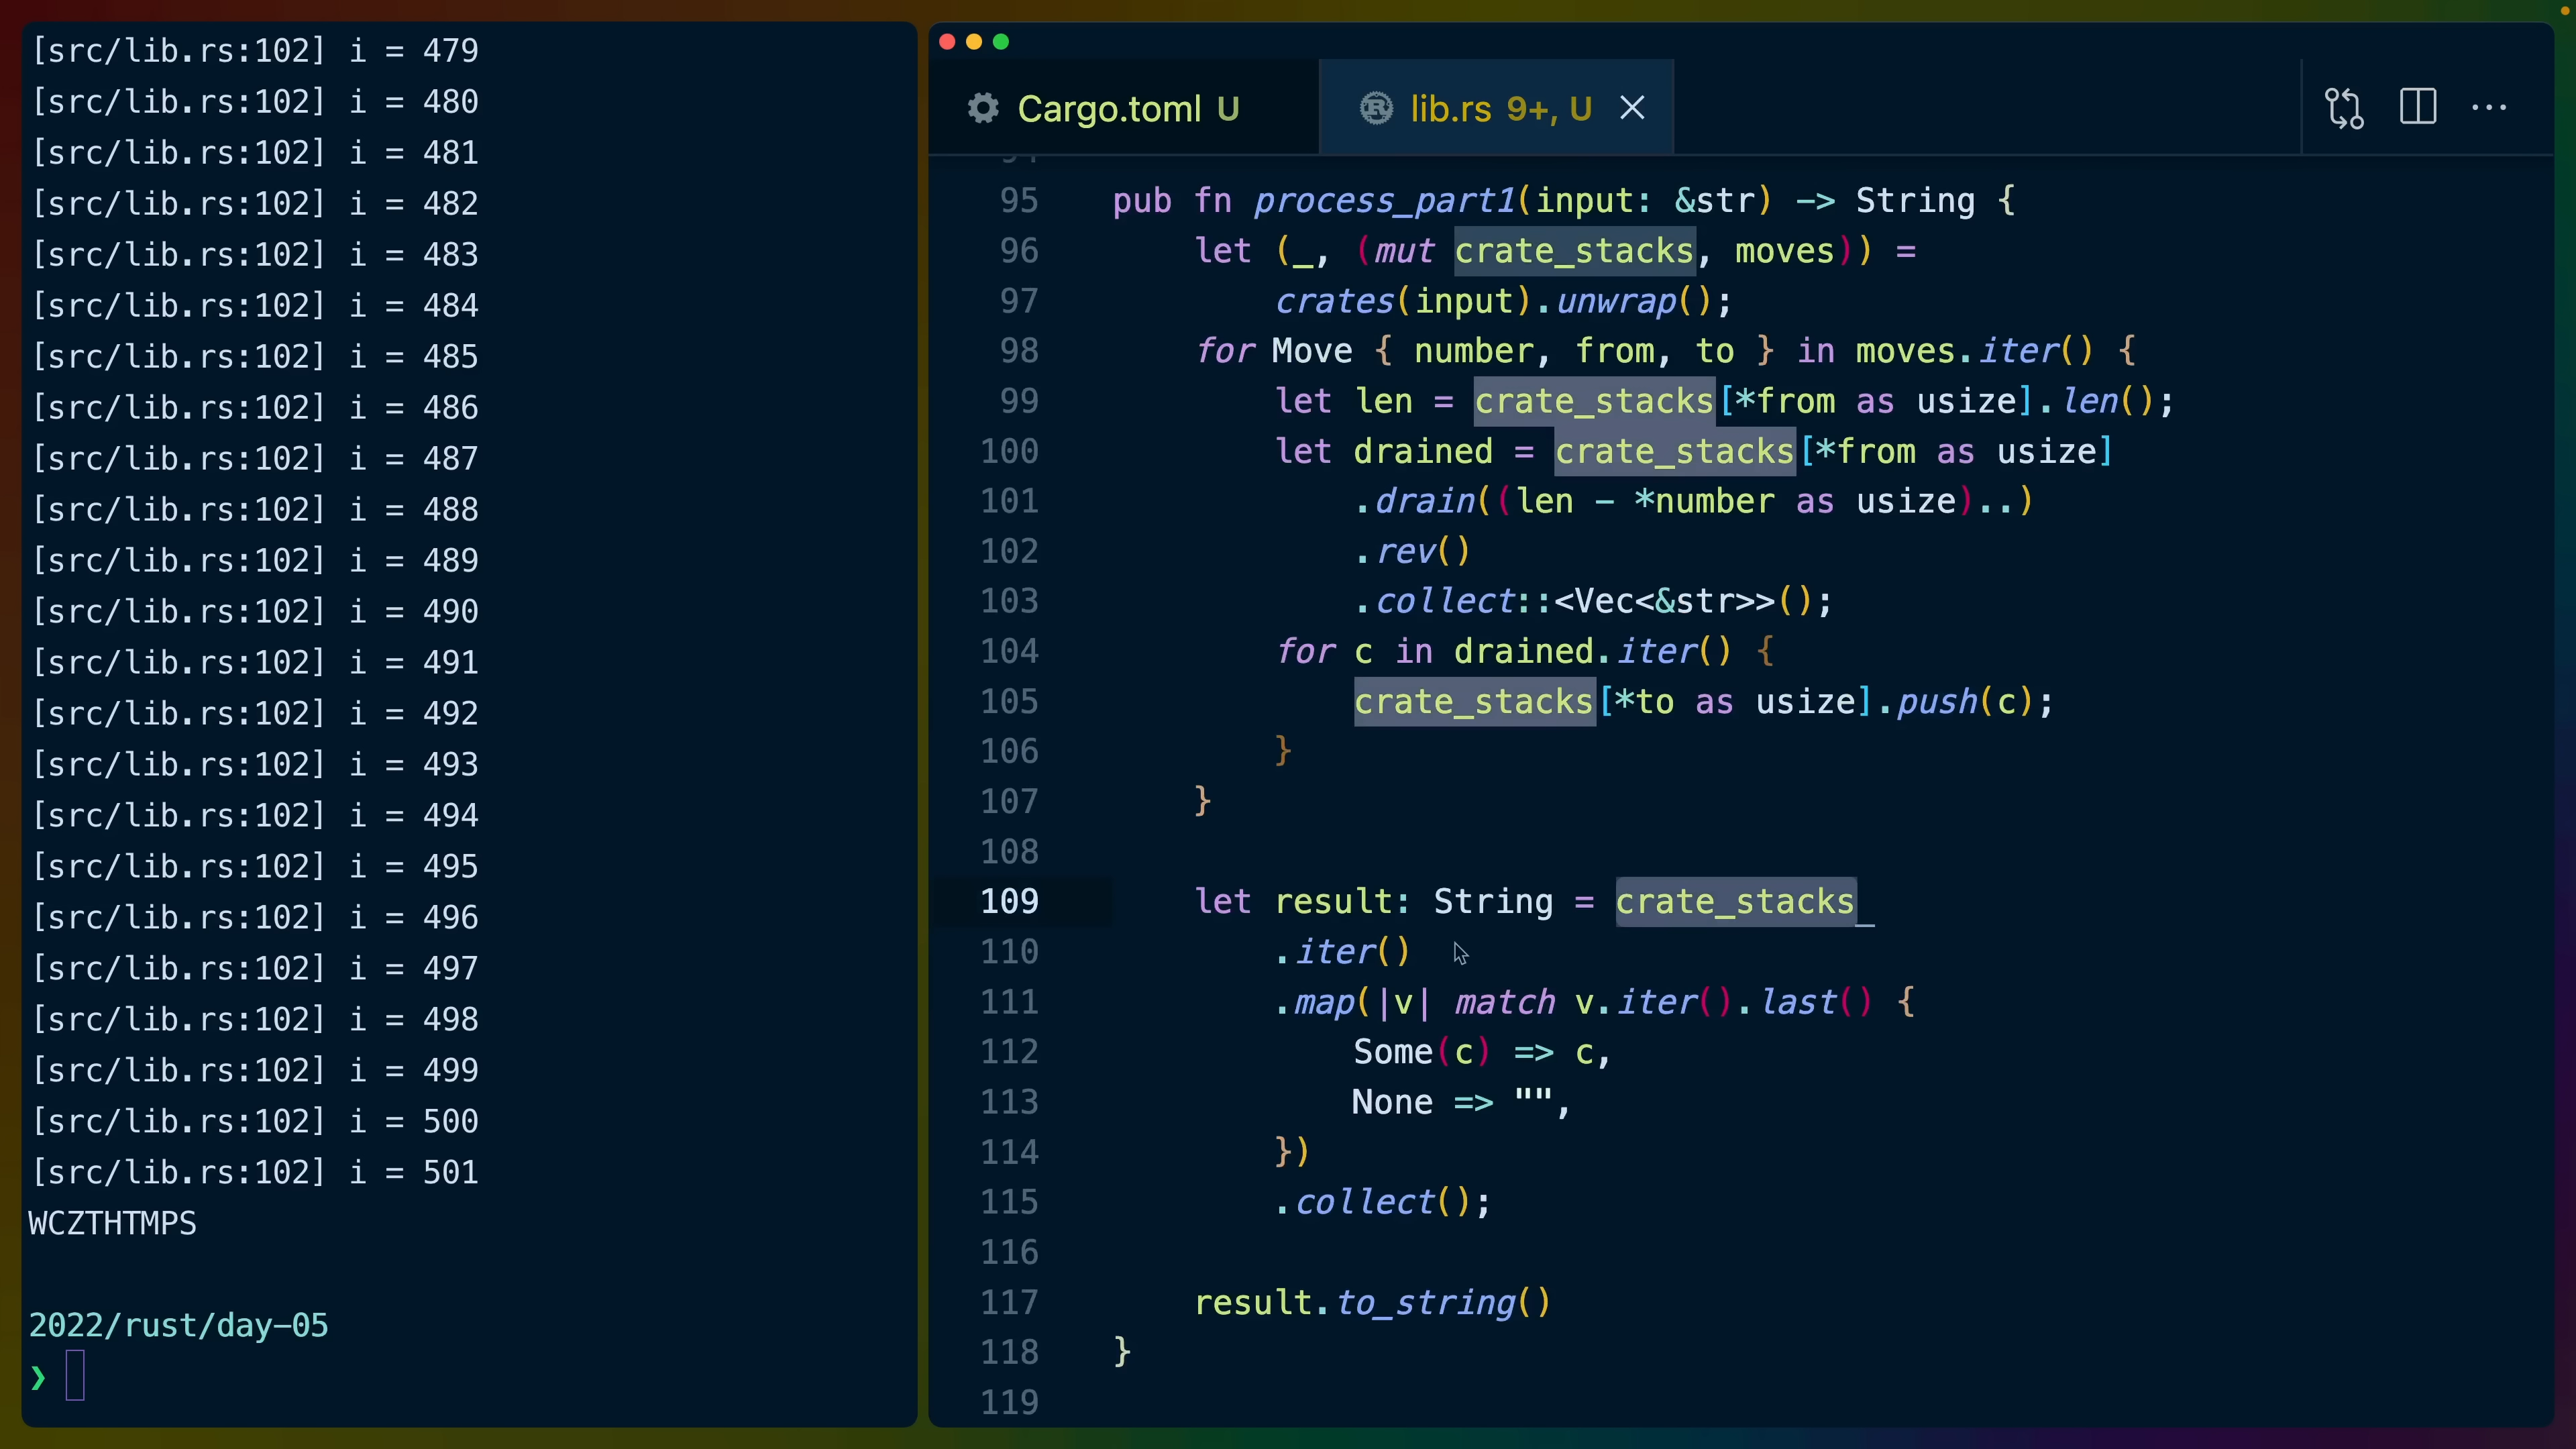 [src/lib.rs:102] i = 479
[src/lib.rs:102] i = 480
[src/lib.rs:102] i = 481
[src/lib.rs:102] i = 482
[src/lib.rs:102] i = 483
[src/lib.rs:102] i = 484
[src/lib.rs:102] i = 485
[src/lib.rs:102] i = 486
[src/lib.rs:102] i = 487
[src/lib.rs:102] i = 488
[src/lib.rs:102] i = 489
[src/lib.rs:102] i = 490
[src/lib.rs:102] i = 491
[src/lib.rs:102] i = 492
[src/lib.rs:102] i = 493
[src/lib.rs:102] i = 494
[src/lib.rs:102] i = 495
[src/lib.rs:102] i = 496
[src/lib.rs:102] i = 497
[src/lib.rs:102] i = 498
[src/lib.rs:102] i = 499
[src/lib.rs:102] i = 500
[src/lib.rs:102] i = 501
WCZTHTMPS
2022/rust/day-05
❯
Cargo.toml U
lib.rs 9+, U
95 pub fn process_part1(input: &str) -> String {
96 let (_, (mut crate_stacks, moves)) =
97 crates(input).unwrap();
98 for Move { number, from, to } in moves.iter() {
99 let len = crate_stacks[*from as usize].len();
100 let drained = crate_stacks[*from as usize]
101 .drain((len - *number as usize)..)
102 .rev()
103 .collect::<Vec<&str>>();
104 for c in drained.iter() {
105 crate_stacks[*to as usize].push(c);
106 }
107 }
108
109 let result: String = crate_stacks
110 .iter()
111 .map(|v| match v.iter().last() {
112 Some(c) => c,
113 None => "",
114 })
115 .collect();
116
117 result.to_string()
118 }
119